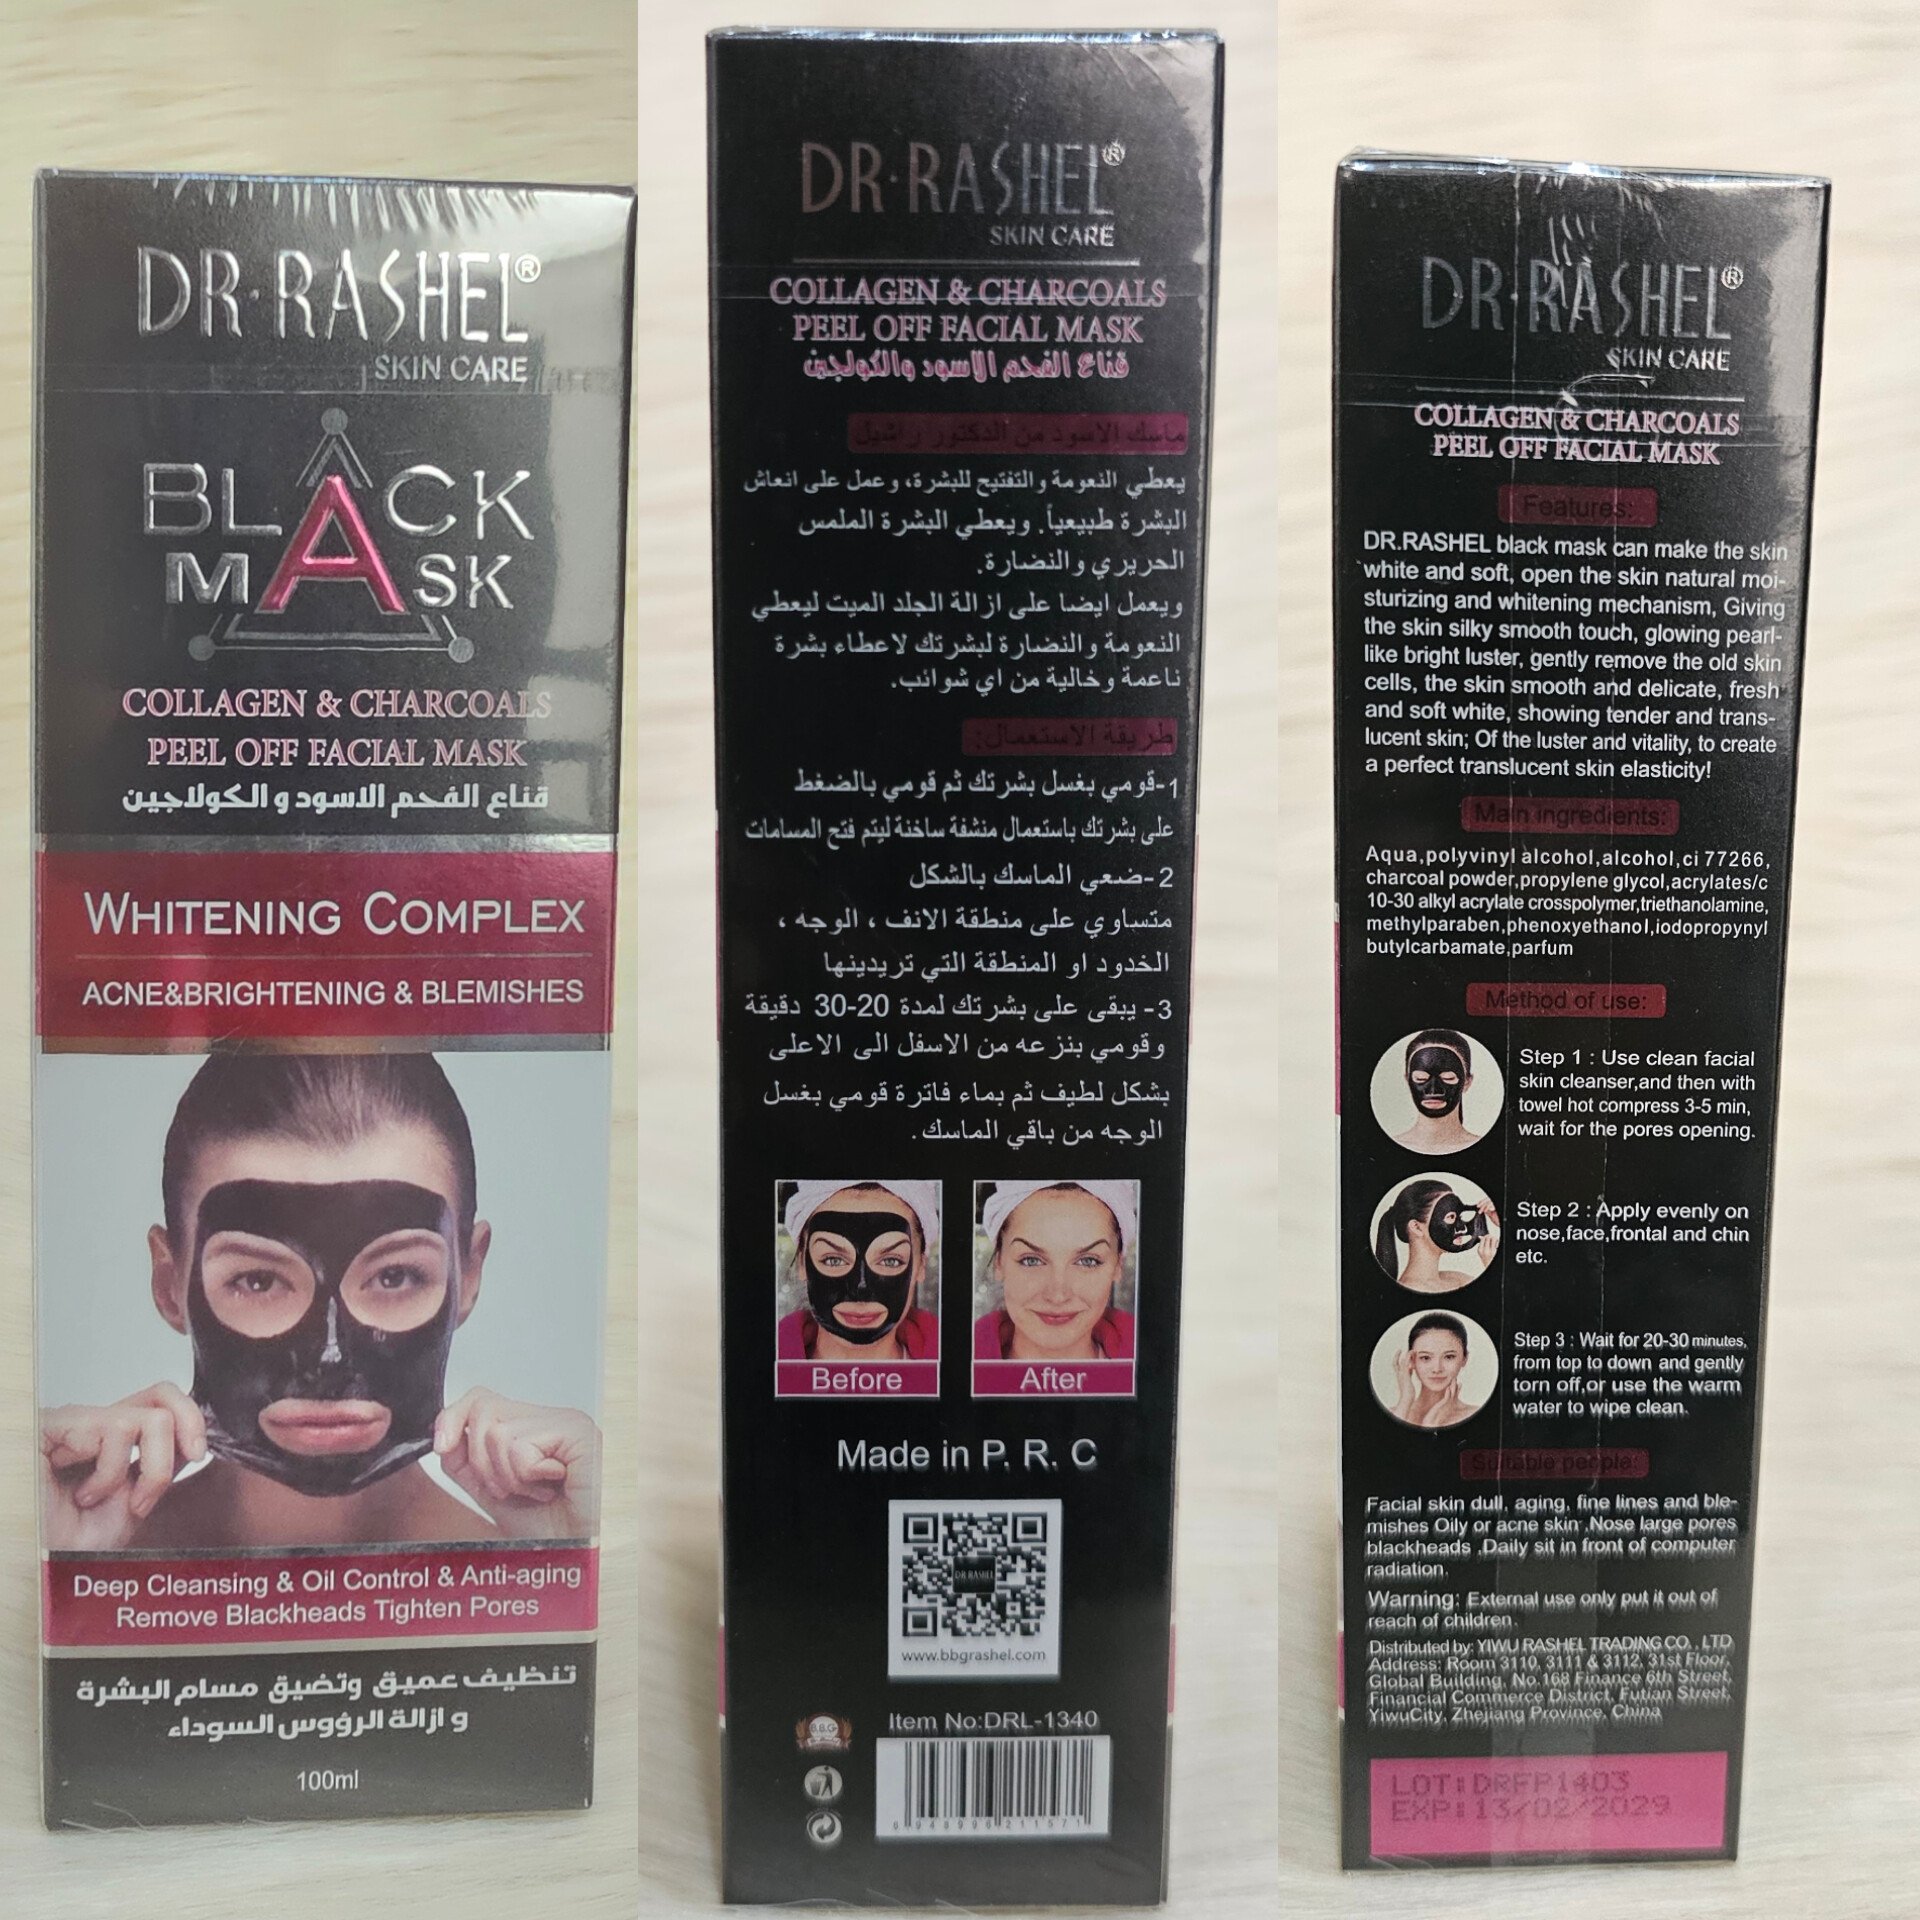 DR·RASHEL®
SKIN CARE
BLACK
MASK
COLLAGEN & CHARCOALS
PEEL OFF FACIAL MASK
قناع الفحم الاسود و الكولاجين
WHITENING COMPLEX
ACNE&BRIGHTENING & BLEMISHES
Deep Cleansing & Oil Control & Anti-aging
Remove Blackheads Tighten Pores
تنظيف عميق وتضيق مسام البشرة
و ازالة الرؤوس السوداء
100ml
DR·RASHEL®
SKIN CARE
COLLAGEN & CHARCOALS
PEEL OFF FACIAL MASK
قناع الفحم الاسود والكولجين
ماسك الاسود من الدكتور راشيل
يعطي النعومة والتفتيح للبشرة، وعمل على انعاش
البشرة طبيعياً. ويعطي البشرة الملمس
الحريري والنضارة.
ويعمل ايضا على ازالة الجلد الميت ليعطي
النعومة والنضارة لبشرتك لاعطاء بشرة
ناعمة وخالية من اي شوائب.
طريقة الاستعمال:
1-قومي بغسل بشرتك ثم قومي بالضغط
على بشرتك باستعمال منشفة ساخنة ليتم فتح المسامات
2-ضعي الماسك بالشكل
متساوي على منطقة الانف ، الوجه ،
الخدود او المنطقة التي تريدينها
3- يبقى على بشرتك لمدة 20-30 دقيقة
وقومي بنزعه من الاسفل الى الاعلى
بشكل لطيف ثم بماء فاترة قومي بغسل
الوجه من باقي الماسك.
Before
After
Made in P. R. C
DR.RASHEL
www.bbgrashel.com
B.B.G
Item No:DRL-1340
6 948996 211571
DR·RASHEL®
SKIN CARE
COLLAGEN & CHARCOALS
PEEL OFF FACIAL MASK
Features:
DR.RASHEL black mask can make the skin
white and soft, open the skin natural moi-
sturizing and whitening mechanism, Giving
the skin silky smooth touch, glowing pearl-
like bright luster, gently remove the old skin
cells, the skin smooth and delicate, fresh
and soft white, showing tender and trans-
lucent skin; Of the luster and vitality, to create
a perfect translucent skin elasticity!
Main ingredients:
Aqua,polyvinyl alcohol,alcohol,ci 77266,
charcoal powder,propylene glycol,acrylates/c
10-30 alkyl acrylate crosspolymer,triethanolamine,
methylparaben,phenoxyethanol,iodopropynyl
butylcarbamate,parfum
Method of use:
Step 1 : Use clean facial
skin cleanser,and then with
towel hot compress 3-5 min,
wait for the pores opening.
Step 2 : Apply evenly on
nose,face,frontal and chin
etc.
Step 3 : Wait for 20-30 minutes,
from top to down and gently
torn off,or use the warm
water to wipe clean.
Suitable people:
Facial skin dull, aging, fine lines and ble-
mishes Oily or acne skin ,Nose large pores
blackheads ,Daily sit in front of computer
radiation.
Warning: External use only put it out of
reach of children.
Distributed by: YIWU RASHEL TRADING CO. , LTD
Address: Room 3110, 3111 & 3112, 31st Floor,
Global Building, No.168 Finance 6th Street,
Financial Commerce District, Futian Street,
YiwuCity, Zhejiang Province, China
LOT:DRFP1403
EXP:13/02/2029